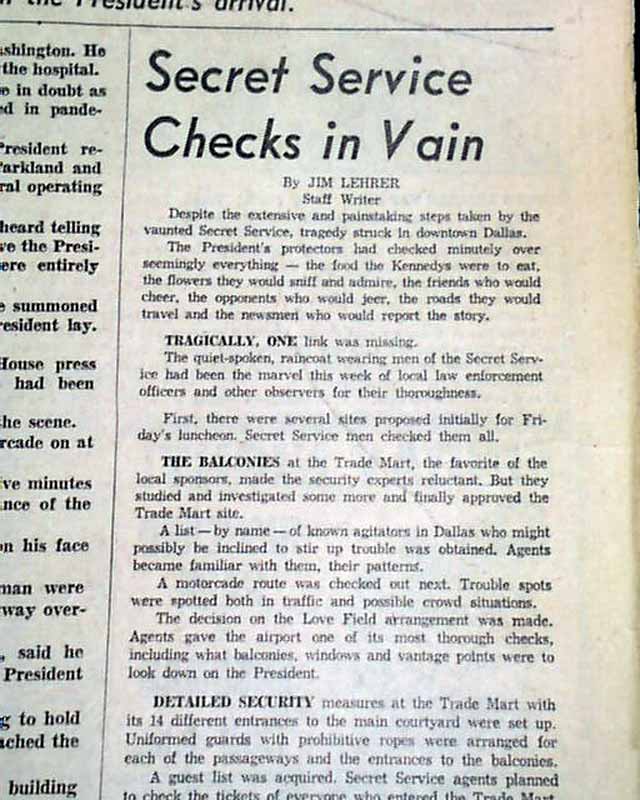 the President's arrival.
ashington. He
the hospital.
e in doubt as
ed in pande-
President re-
Parkland and
ral operating
heard telling
ve the Presi-
ere entirely
e summoned
resident lay.
House press
had been
he scene.
rcade on at
ve minutes
nce of the
on his face
man were
way over-
, said he
President
g to hold
ached the
building
Secret Service
Checks in Vain
By JIM LEHRER
Staff Writer
Despite the extensive and painstaking steps taken by the
vaunted Secret Service, tragedy struck in downtown Dallas.
The President's protectors had checked minutely over
seemingly everything — the food the Kennedys were to eat,
the flowers they would sniff and admire, the friends who would
cheer, the opponents who would jeer, the roads they would
travel and the newsmen who would report the story.
TRAGICALLY, ONE link was missing.
The quiet-spoken, raincoat wearing men of the Secret Serv-
ice had been the marvel this week of local law enforcement
officers and other observers for their thoroughness.
First, there were several sites proposed initially for Fri-
day's luncheon. Secret Service men checked them all.
THE BALCONIES at the Trade Mart, the favorite of the
local sponsors, made the security experts reluctant. But they
studied and investigated some more and finally approved the
Trade Mart site.
A list — by name — of known agitators in Dallas who might
possibly be inclined to stir up trouble was obtained. Agents
became familiar with them, their patterns.
A motorcade route was checked out next. Trouble spots
were spotted both in traffic and possible crowd situations.
The decision on the Love Field arrangement was made.
Agents gave the airport one of its most thorough checks,
including what balconies, windows and vantage points were to
look down on the President.
DETAILED SECURITY measures at the Trade Mart with
its 14 different entrances to the main courtyard were set up.
Uniformed guards with prohibitive ropes were arranged for
each of the passageways and the entrances to the balconies.
A guest list was acquired. Secret Service agents planned
to check the tickets of everyone who entered the Trade Mart